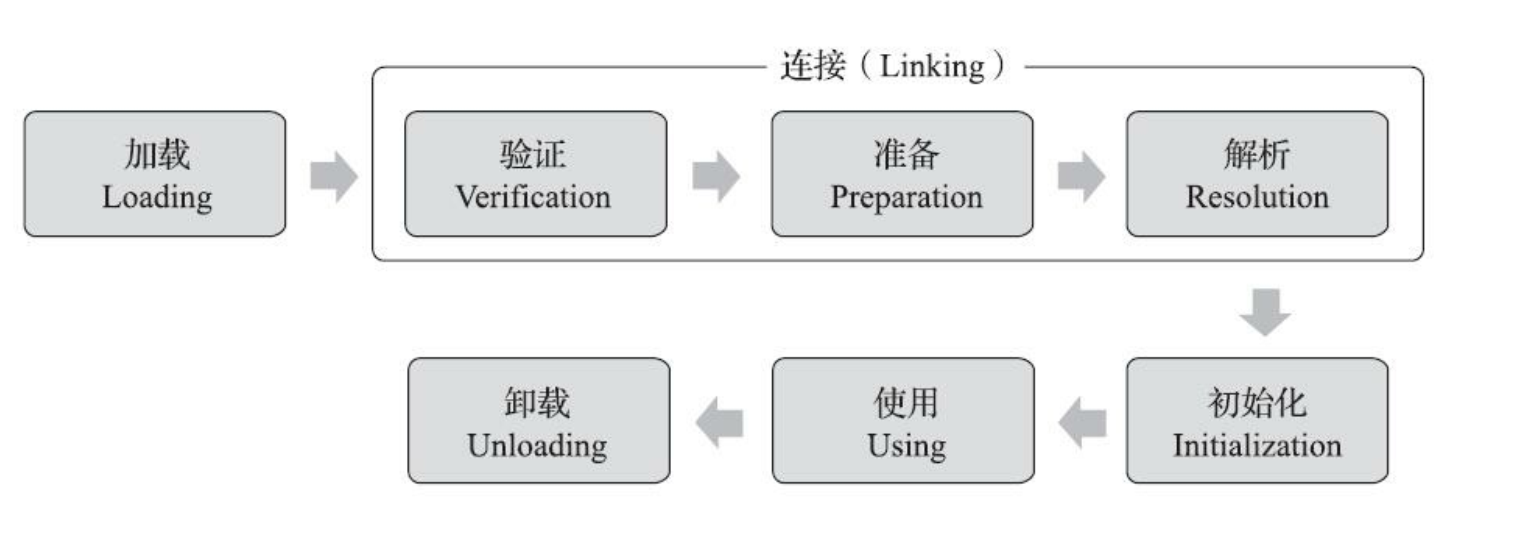 连接（Linking）
加载
Loading
验证
Verification
准备
Preparation
解析
Resolution
初始化
Initialization
使用
Using
卸载
Unloading